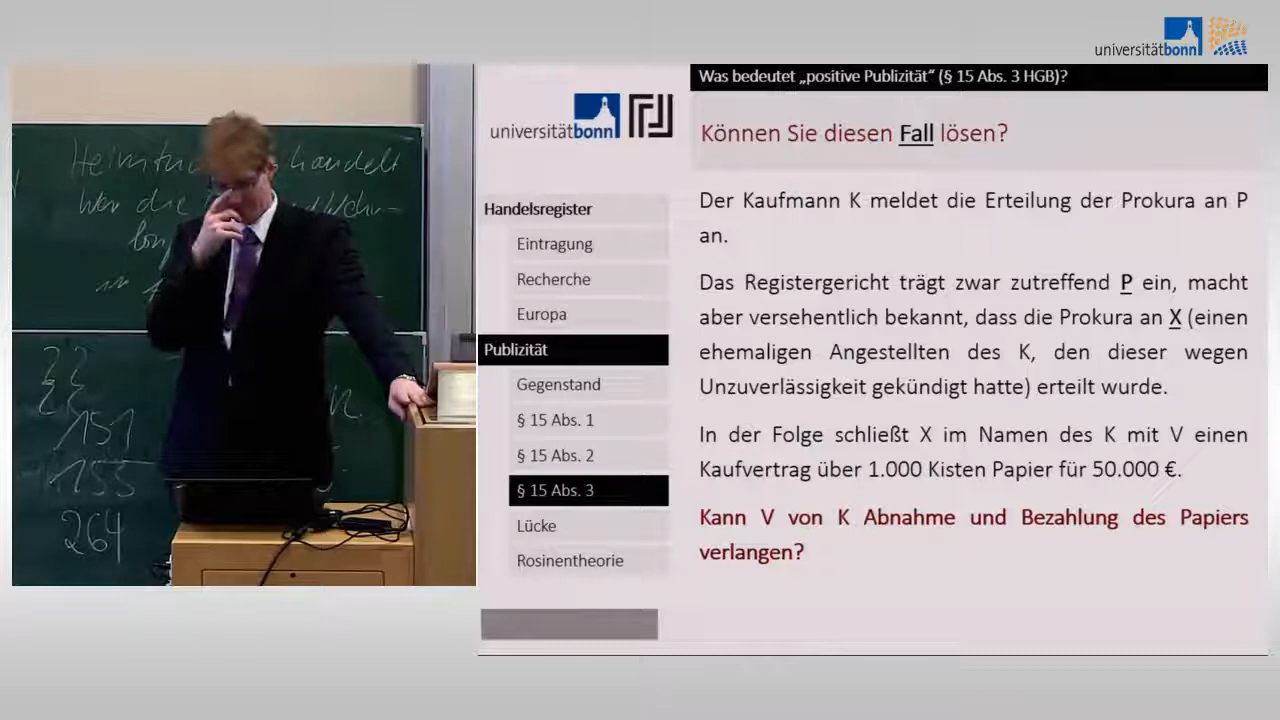 universitätbonn
Was bedeutet „positive Publizität“ (§ 15 Abs. 3 HGB)?
universitätbonn
Können Sie diesen Fall lösen?
Handelsregister
Eintragung
Recherche
Europa
Publizität
Gegenstand
§ 15 Abs. 1
§ 15 Abs. 2
§ 15 Abs. 3
Lücke
Rosinentheorie
Der Kaufmann K meldet die Erteilung der Prokura an P
an.
Das Registergericht trägt zwar zutreffend P ein, macht
aber versehentlich bekannt, dass die Prokura an X (einen
ehemaligen Angestellten des K, den dieser wegen
Unzuverlässigkeit gekündigt hatte) erteilt wurde.
In der Folge schließt X im Namen des K mit V einen
Kaufvertrag über 1.000 Kisten Papier für 50.000 €.
Kann V von K Abnahme und Bezahlung des Papiers
verlangen?
handelt
wer die
22
151
155
264